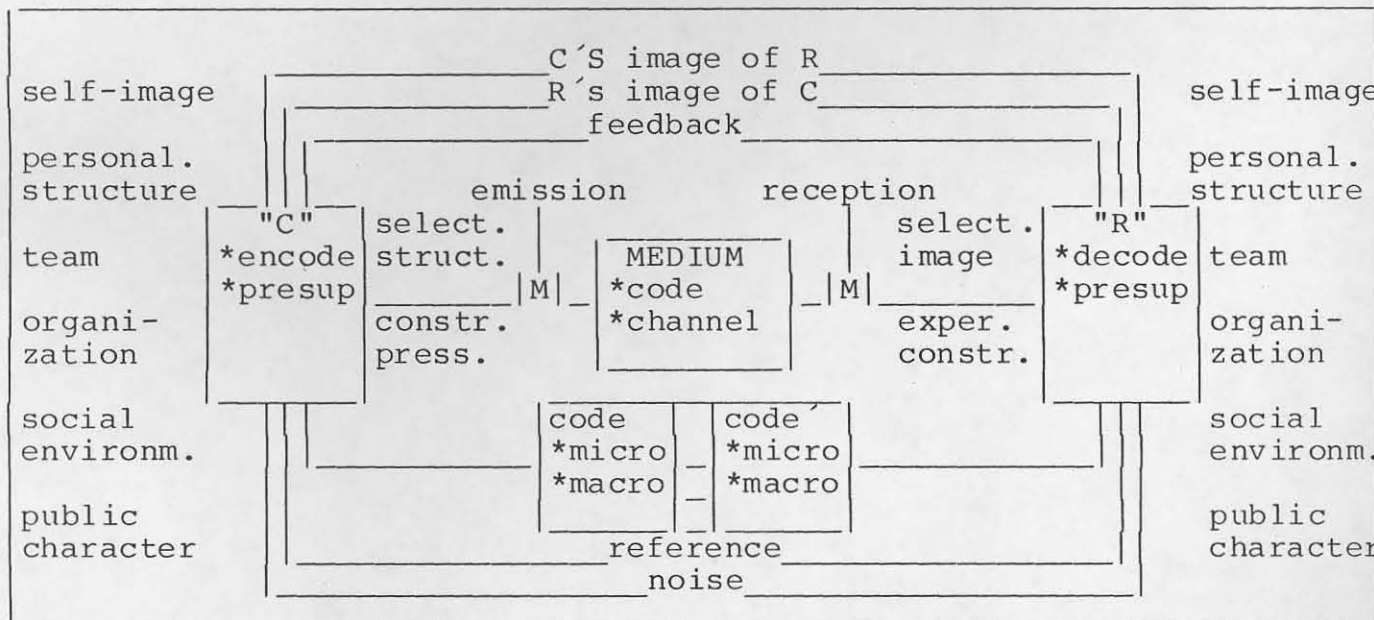 C´S image of R
self-image R´s image of C self-image
feedback
personal. personal.
structure emission reception structure
"C" select. select. "R"
team *encode struct. MEDIUM image *decode team
*presup |M| *code |M| *presup
organi- constr. *channel exper. organi-
zation press. constr. zation
social code code´ social
environm. *micro *micro environm.
*macro *macro
public public
character reference character
noise